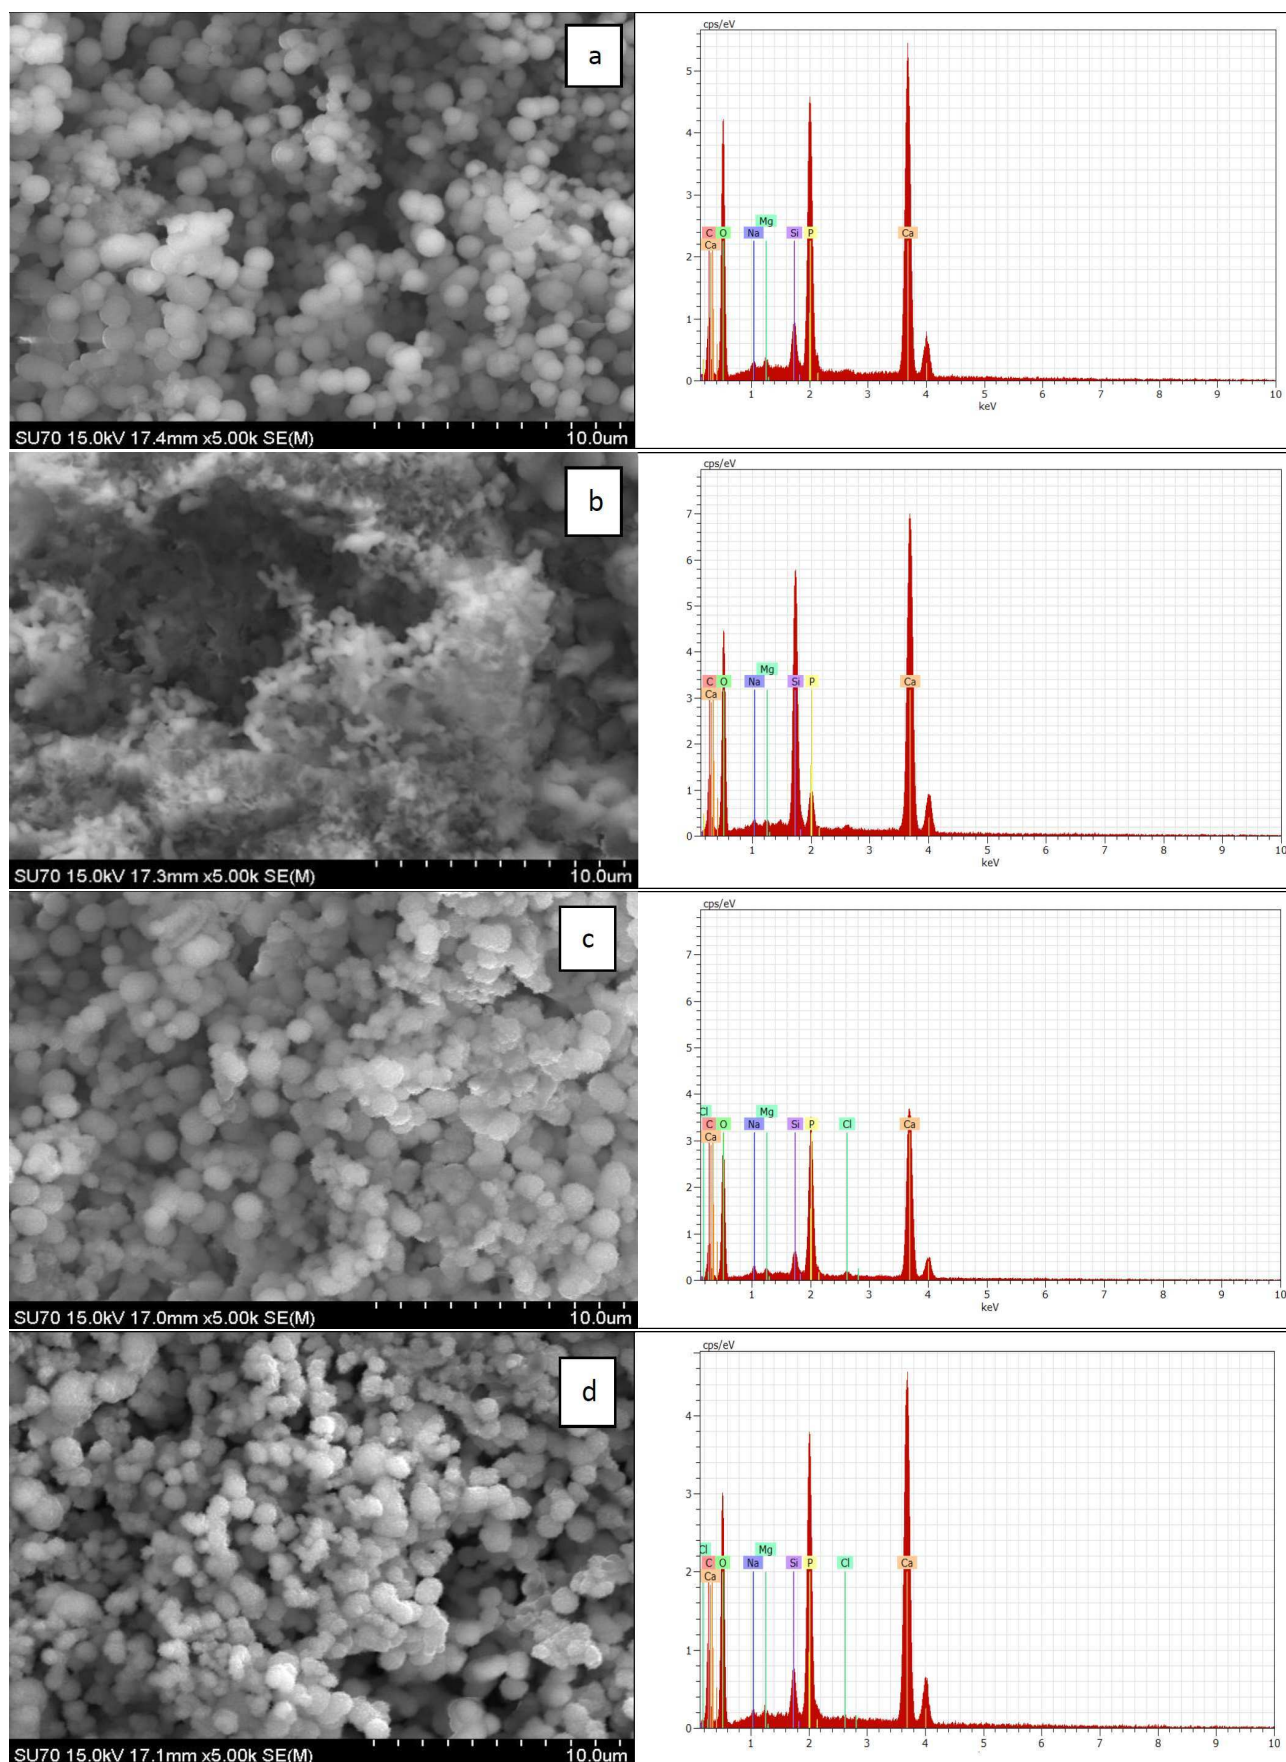 a
SU70 15.0kV 17.4mm x5.00k SE(M) 10.0um
cps/eV
5
4
3
2
1
0
Mg
C O Na Si P Ca
Ca
1 2 3 4 5 6 7 8 9 10
keV
b
SU70 15.0kV 17.3mm x5.00k SE(M) 10.0um
cps/eV
7
6
5
4
3
2
1
0
Mg
C O Na Si P Ca
Ca
1 2 3 4 5 6 7 8 9 10
keV
c
SU70 15.0kV 17.0mm x5.00k SE(M) 10.0um
cps/eV
7
6
5
4
3
2
1
0
Cl Mg
C O Na Si P Cl Ca
Ca
1 2 3 4 5 6 7 8 9 10
keV
d
SU70 15.0kV 17.1mm x5.00k SE(M) 10.0um
cps/eV
4
3
2
1
0
Cl Mg
C O Na Si P Cl Ca
Ca
1 2 3 4 5 6 7 8 9 10